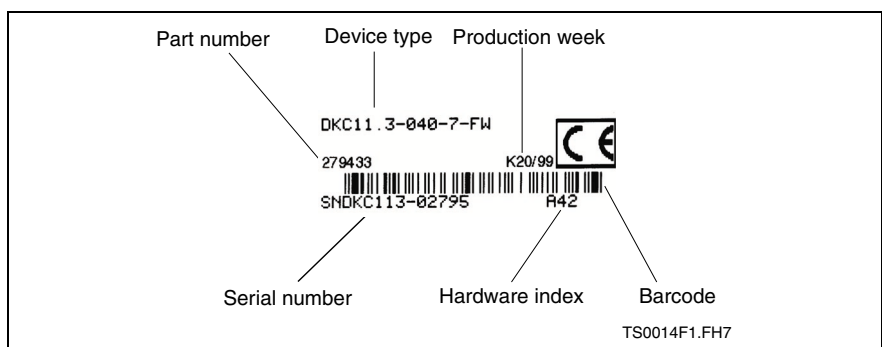 Part number Device type Production week
DKC11.3-040-7-FW
CE
279433 K20/99
SNDKC113-02795 A42
Serial number Hardware index Barcode
TS0014F1.FH7